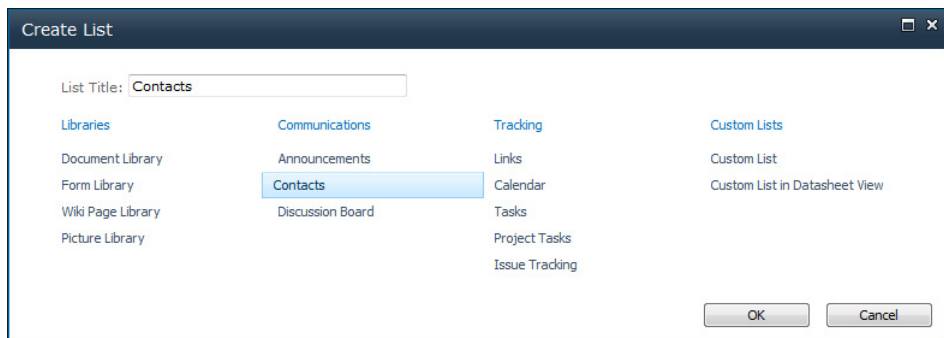 Create List
List Title: Contacts
Libraries Communications Tracking Custom Lists
Document Library Announcements Links Custom List
Form Library Contacts Calendar Custom List in Datasheet View
Wiki Page Library Discussion Board Tasks
Picture Library Project Tasks
Issue Tracking
OK Cancel